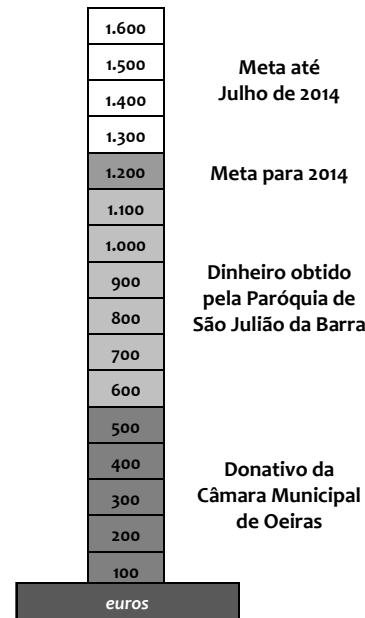 1.600
1.500
1.400
1.300
1.200
1.100
1.000
900
800
700
600
500
400
300
200
100
euros
Meta até
Julho de 2014
Meta para 2014
Dinheiro obtido
pela Paróquia de
São Julião da Barra
Donativo da
Câmara Municipal
de Oeiras